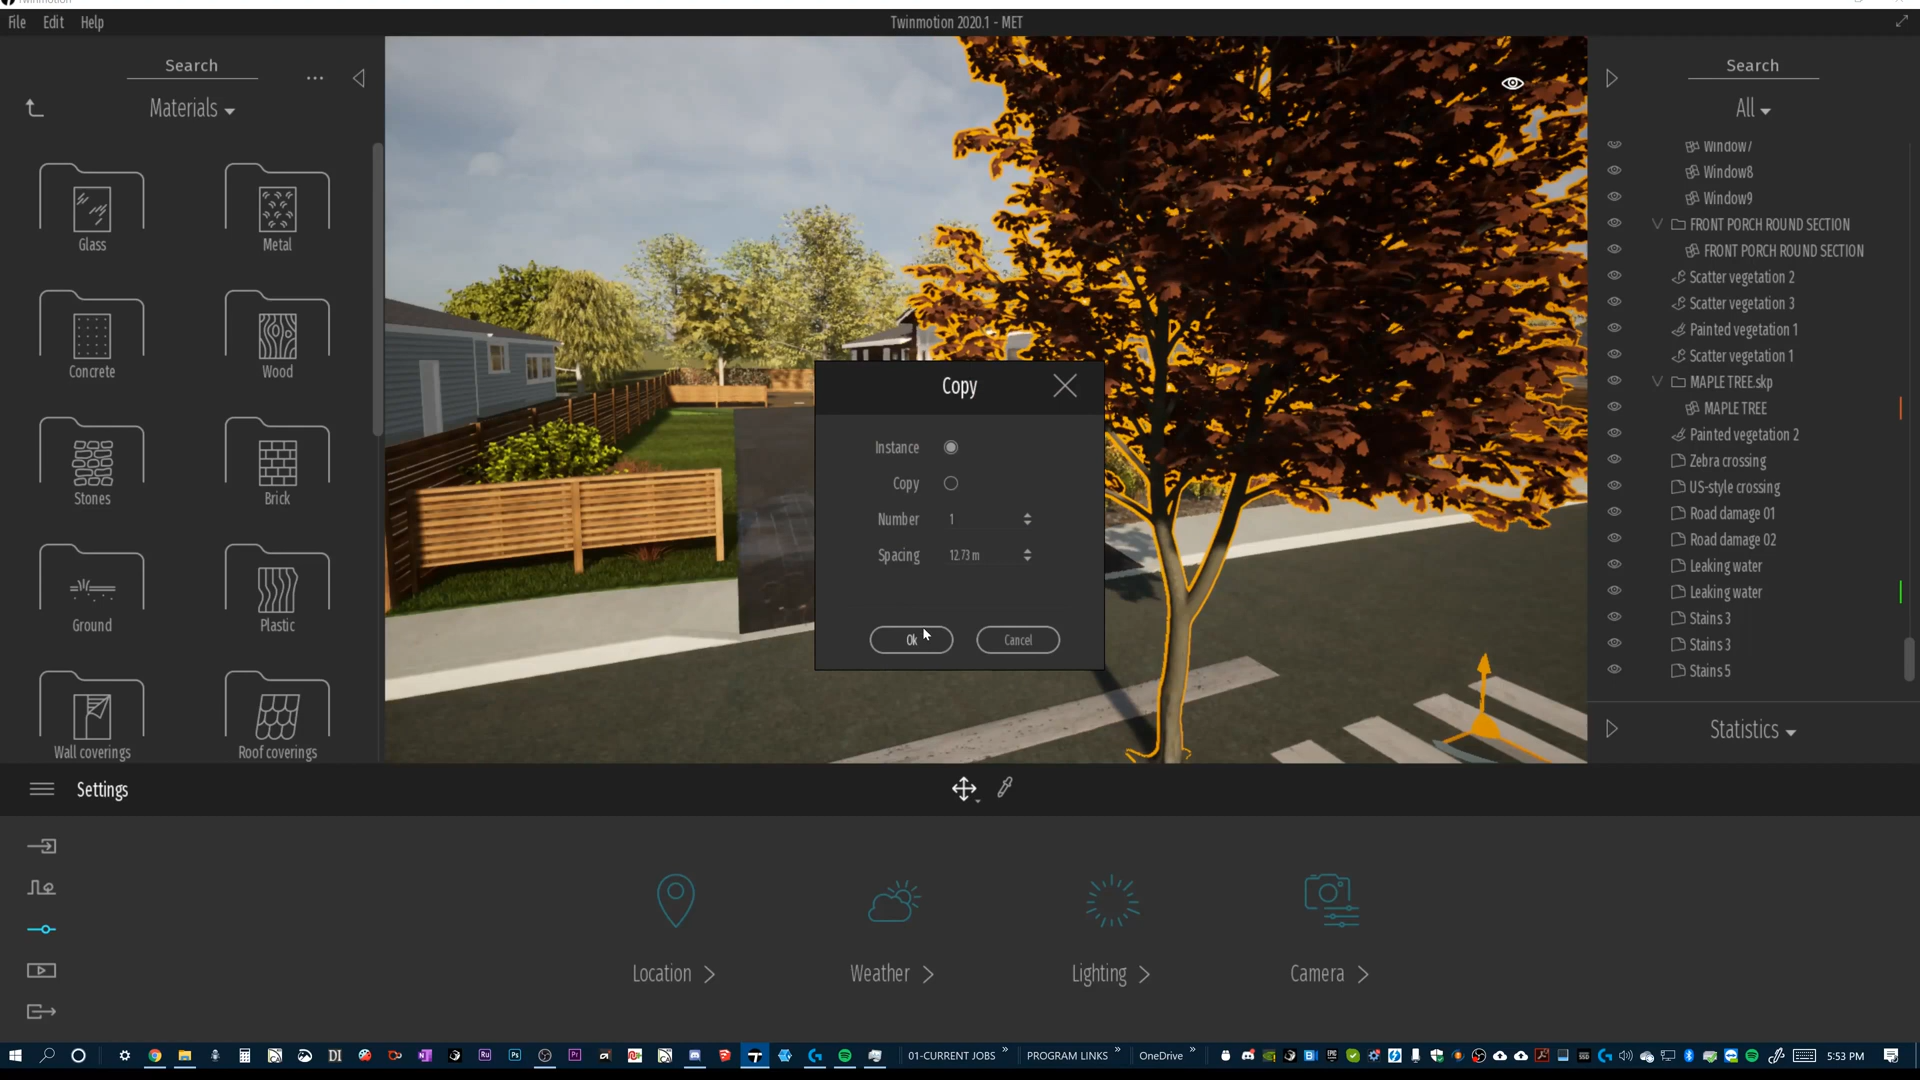 Twinmotion
File Edit Help
Twinmotion 2020.1 - MET
Search
...
Materials
Glass
Metal
Concrete
Wood
Stones
Brick
Ground
Plastic
Wall coverings
Roof coverings
Copy
Instance
Copy
Number 1
Spacing 12.73 m
Ok
Cancel
Search
All
Window7
Window8
Window9
FRONT PORCH ROUND SECTION
FRONT PORCH ROUND SECTION
Scatter vegetation 2
Scatter vegetation 3
Painted vegetation 1
Scatter vegetation 1
MAPLE TREE.skp
MAPLE TREE
Painted vegetation 2
Zebra crossing
US-style crossing
Road damage 01
Road damage 02
Leaking water
Leaking water
Stains 3
Stains 3
Stains 5
Statistics
Settings
Location
Weather
Lighting
Camera
01-CURRENT JOBS
PROGRAM LINKS
OneDrive
5:53 PM